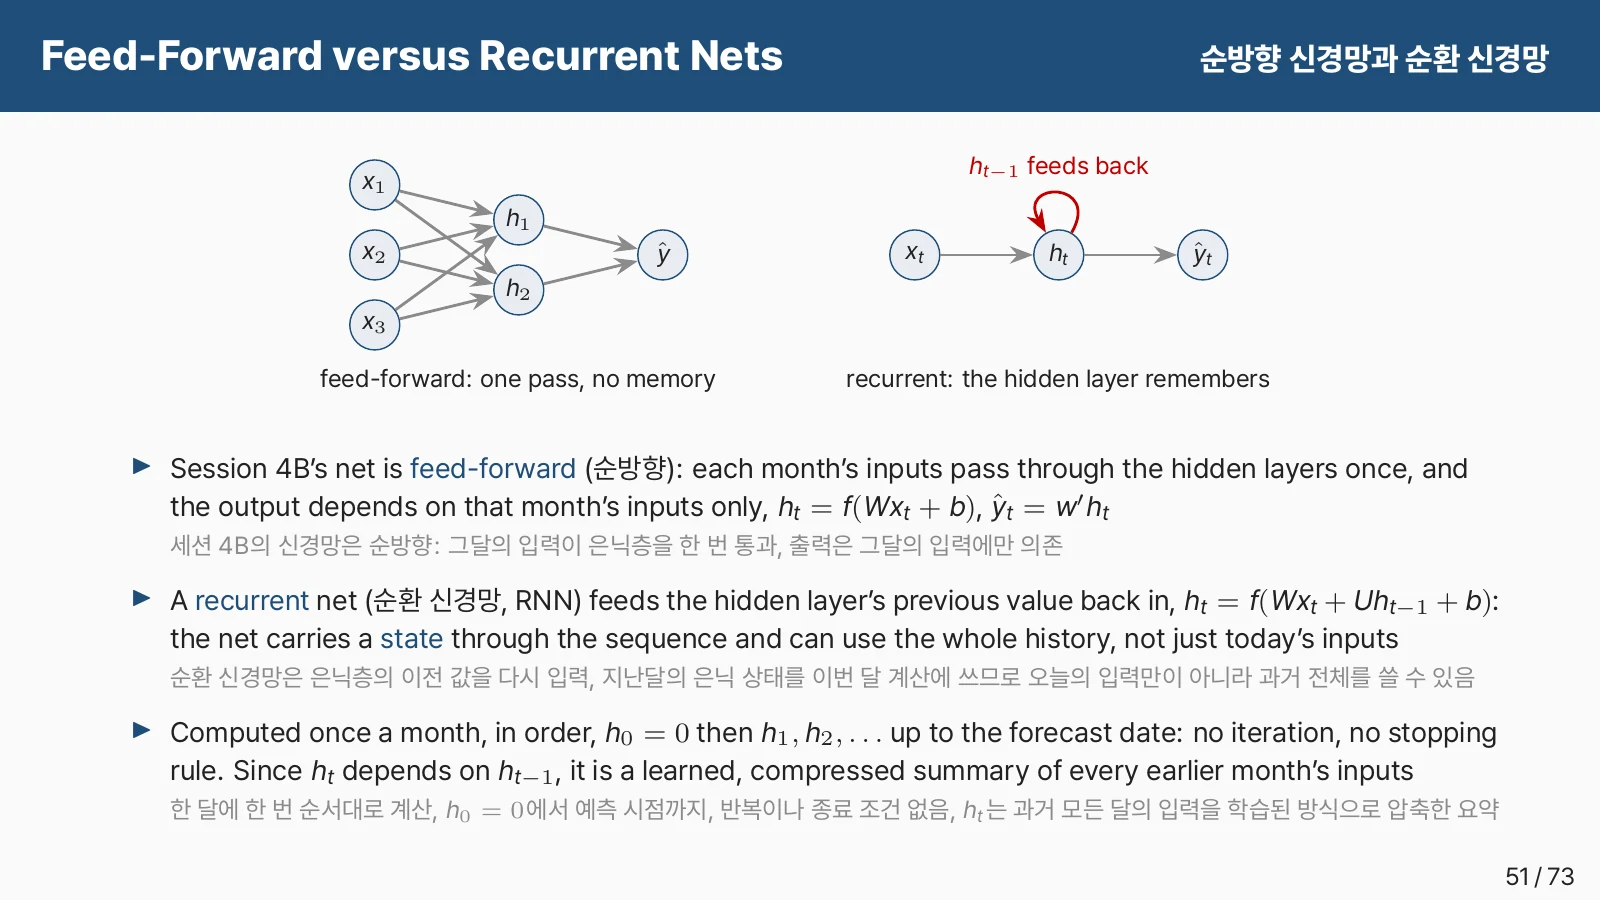 Feed-Forward versus Recurrent Nets
순방향 신경망과 순환 신경망
x₁
x₂
x₃
h₁
h₂
ŷ
feed-forward: one pass, no memory
hₜ₋₁ feeds back
xₜ
hₜ
ŷₜ
recurrent: the hidden layer remembers
▶ Session 4B’s net is feed-forward (순방향): each month’s inputs pass through the hidden layers once, and
the output depends on that month’s inputs only, hₜ = f(Wxₜ + b), ŷₜ = w′hₜ
세션 4B의 신경망은 순방향: 그달의 입력이 은닉층을 한 번 통과, 출력은 그달의 입력에만 의존
▶ A recurrent net (순환 신경망, RNN) feeds the hidden layer’s previous value back in, hₜ = f(Wxₜ + Uhₜ₋₁ + b):
the net carries a state through the sequence and can use the whole history, not just today’s inputs
순환 신경망은 은닉층의 이전 값을 다시 입력, 지난달의 은닉 상태를 이번 달 계산에 쓰므로 오늘의 입력만이 아니라 과거 전체를 쓸 수 있음
▶ Computed once a month, in order, h₀ = 0 then h₁, h₂, . . . up to the forecast date: no iteration, no stopping
rule. Since hₜ depends on hₜ₋₁, it is a learned, compressed summary of every earlier month’s inputs
한 달에 한 번 순서대로 계산, h₀ = 0에서 예측 시점까지, 반복이나 종료 조건 없음, hₜ는 과거 모든 달의 입력을 학습된 방식으로 압축한 요약
51 / 73